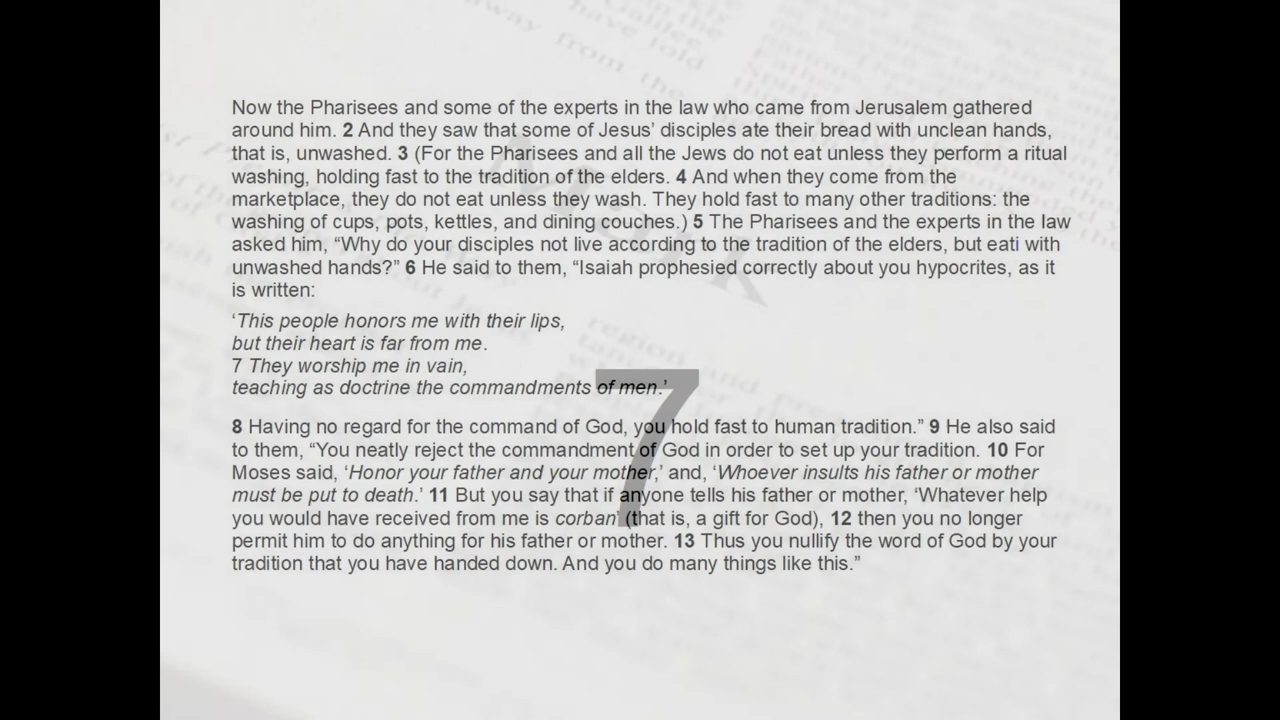 Now the Pharisees and some of the experts in the law who came from Jerusalem gathered
around him. 2 And they saw that some of Jesus’ disciples ate their bread with unclean hands,
that is, unwashed. 3 (For the Pharisees and all the Jews do not eat unless they perform a ritual
washing, holding fast to the tradition of the elders. 4 And when they come from the
marketplace, they do not eat unless they wash. They hold fast to many other traditions: the
washing of cups, pots, kettles, and dining couches.) 5 The Pharisees and the experts in the law
asked him, “Why do your disciples not live according to the tradition of the elders, but eati with
unwashed hands?” 6 He said to them, “Isaiah prophesied correctly about you hypocrites, as it
is written:
‘This people honors me with their lips,
but their heart is far from me.
7 They worship me in vain,
teaching as doctrine the commandments of men.’
8 Having no regard for the command of God, you hold fast to human tradition.” 9 He also said
to them, “You neatly reject the commandment of God in order to set up your tradition. 10 For
Moses said, ‘Honor your father and your mother,’ and, ‘Whoever insults his father or mother
must be put to death.’ 11 But you say that if anyone tells his father or mother, ‘Whatever help
you would have received from me is corban’ (that is, a gift for God), 12 then you no longer
permit him to do anything for his father or mother. 13 Thus you nullify the word of God by your
tradition that you have handed down. And you do many things like this.”
Mark
7